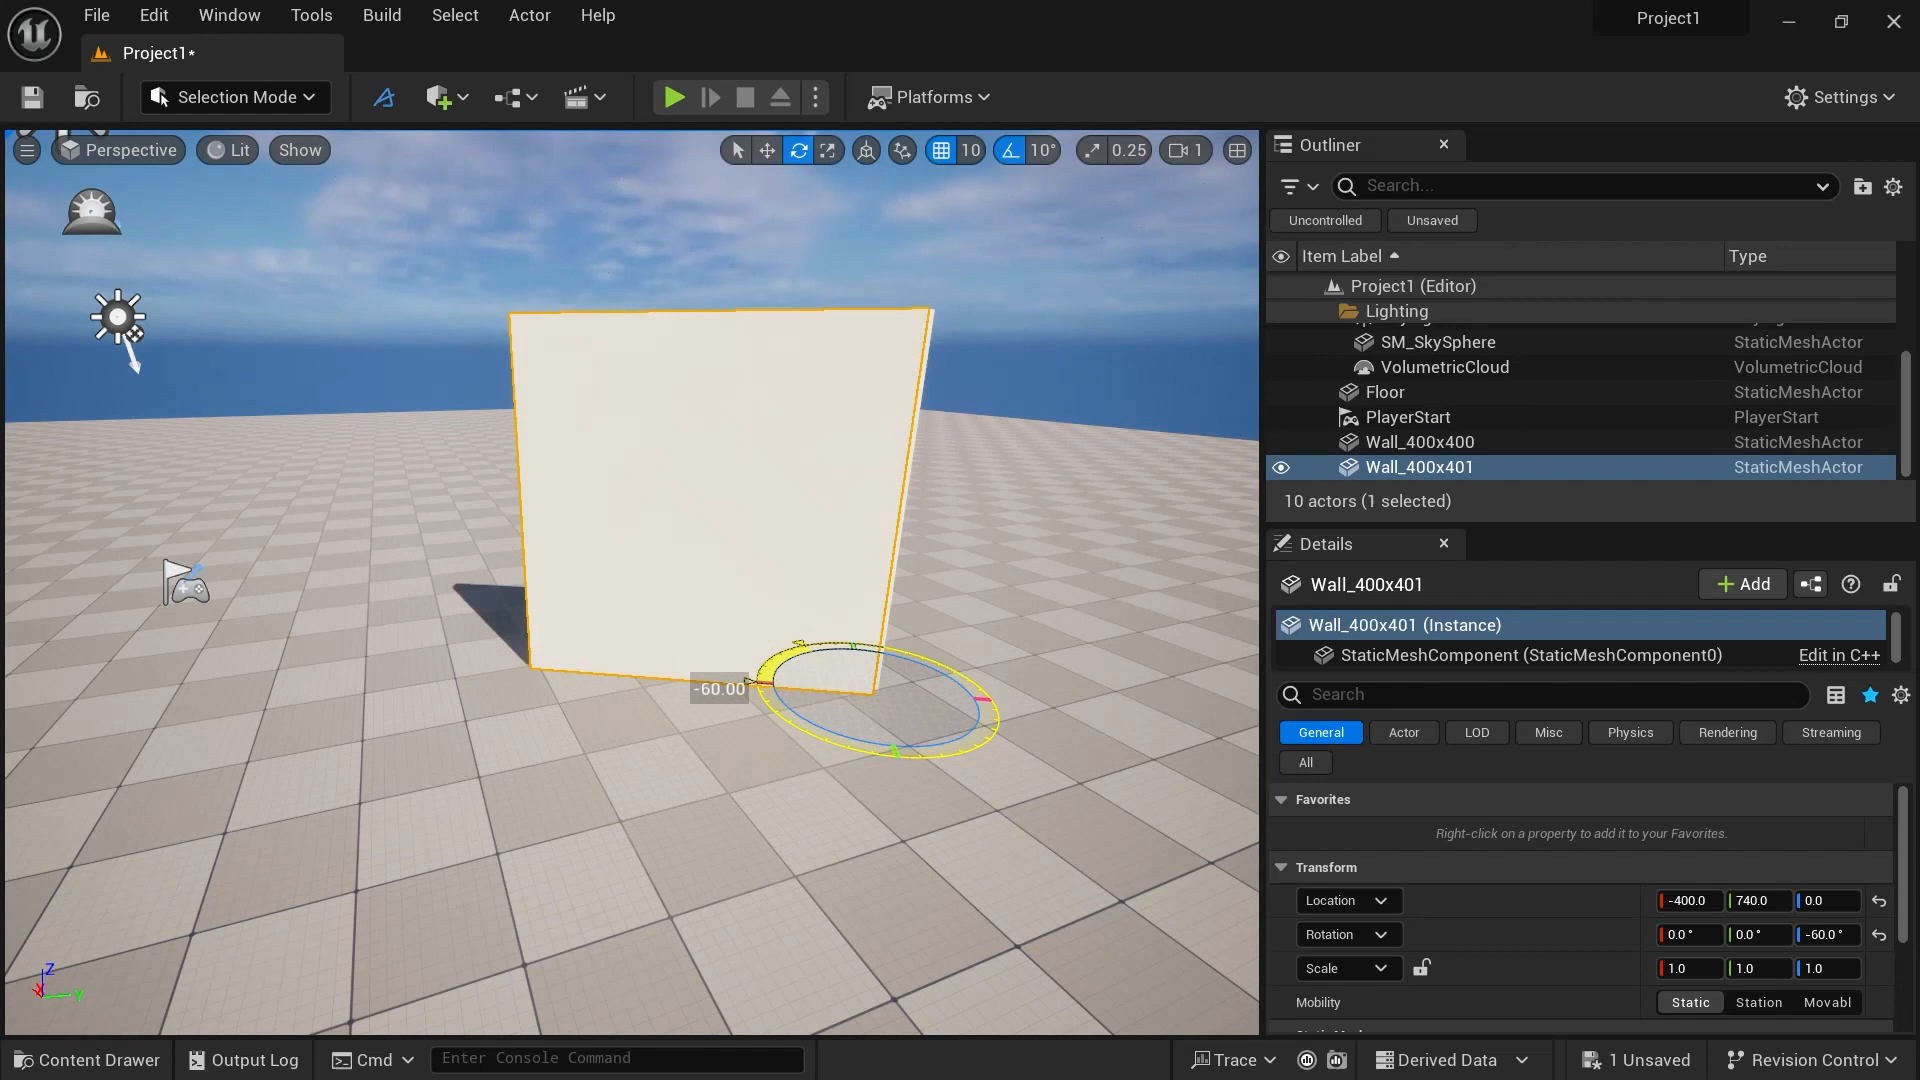 File Edit Window Tools Build Select Actor Help
Project1
Project1*
Selection Mode
Platforms
Settings
Perspective Lit Show
10 10° 0.25 1
-60.00
Z
X
Y
Outliner
Search...
Uncontrolled Unsaved
Item Label Type
Project1 (Editor)
Lighting
SM_SkySphere StaticMeshActor
VolumetricCloud VolumetricCloud
Floor StaticMeshActor
PlayerStart PlayerStart
Wall_400x400 StaticMeshActor
Wall_400x401 StaticMeshActor
10 actors (1 selected)
Details
Wall_400x401
Add
Wall_400x401 (Instance)
StaticMeshComponent (StaticMeshComponent0) Edit in C++
Search
General Actor LOD Misc Physics Rendering Streaming
All
Favorites
Right-click on a property to add it to your Favorites.
Transform
Location -400.0 740.0 0.0
Rotation 0.0° 0.0° -60.0°
Scale 1.0 1.0 1.0
Mobility Static Station Movabl
Content Drawer Output Log Cmd Enter Console Command Trace Derived Data 1 Unsaved Revision Control